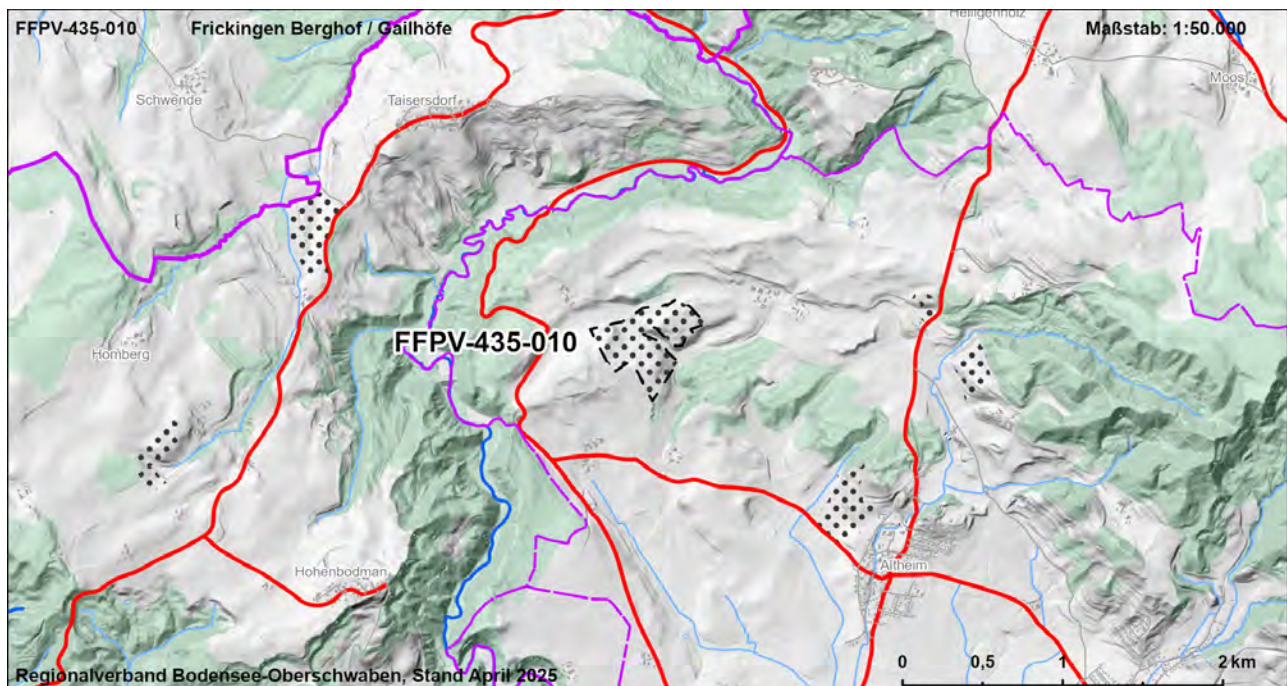 FFPV-435-010 Frickingen Berghof / Gailhöfe Maßstab: 1:50.000
Heiligenholz
Moos
Schwende
Taisersdorf
FFPV-435-010
Homberg
Hohenbodman
Altheim
0 0,5 1 2 km
Regionalverband Bodensee-Oberschwaben, Stand April 2025